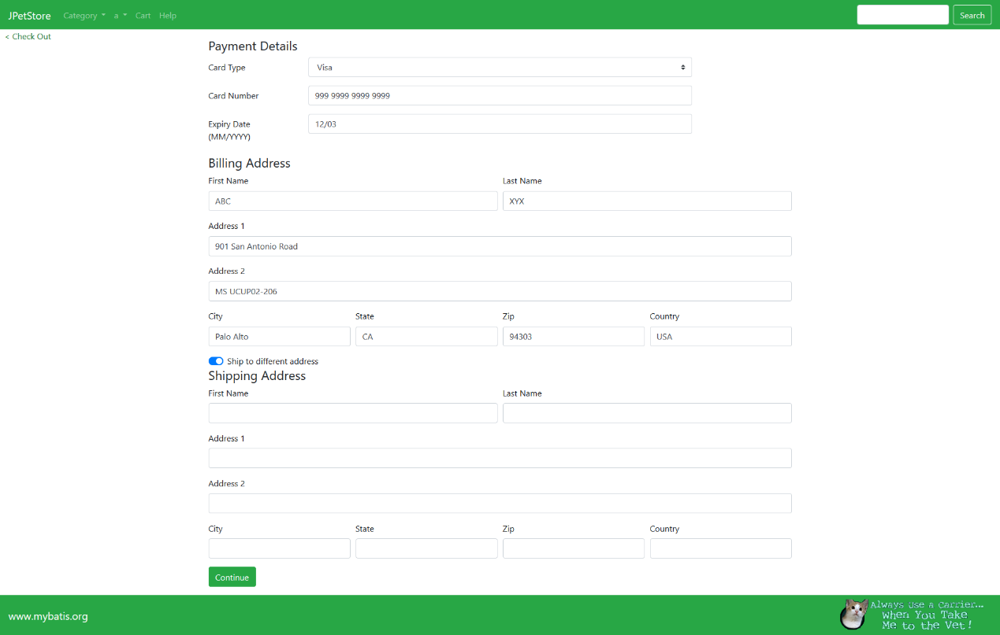 JPetStore Category a Cart Help Search
< Check Out
Payment Details
Card Type Visa
Card Number 999 9999 9999 9999
Expiry Date 12/03
(MM/YYYY)
Billing Address
First Name Last Name
ABC XYX
Address 1
901 San Antonio Road
Address 2
MS UCUP02-206
City State Zip Country
Palo Alto CA 94303 USA
Ship to different address
Shipping Address
First Name Last Name
Address 1
Address 2
City State Zip Country
Continue
www.mybatis.org
Always Use a Carrier...
When You Take
Me to the Vet!